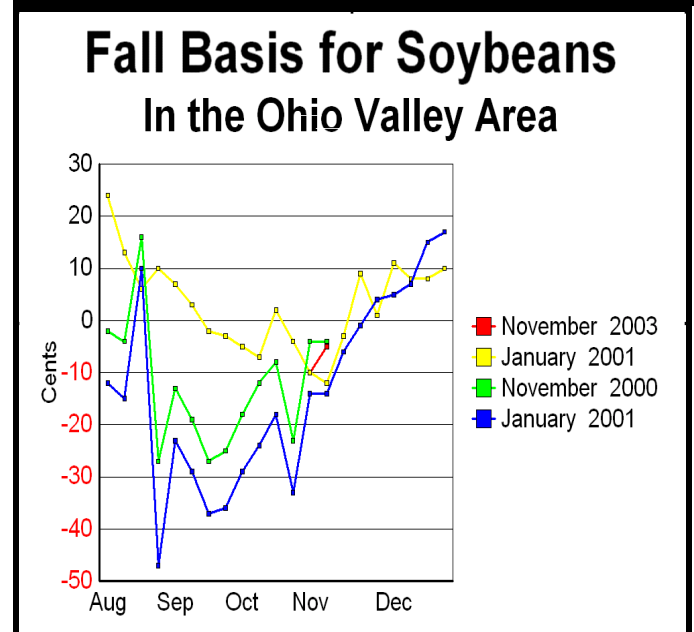 Fall Basis for Soybeans
In the Ohio Valley Area
30
20
10
0
-10
-20
-30
-40
-50
Cents
Aug Sep Oct Nov Dec
November 2003
January 2001
November 2000
January 2001